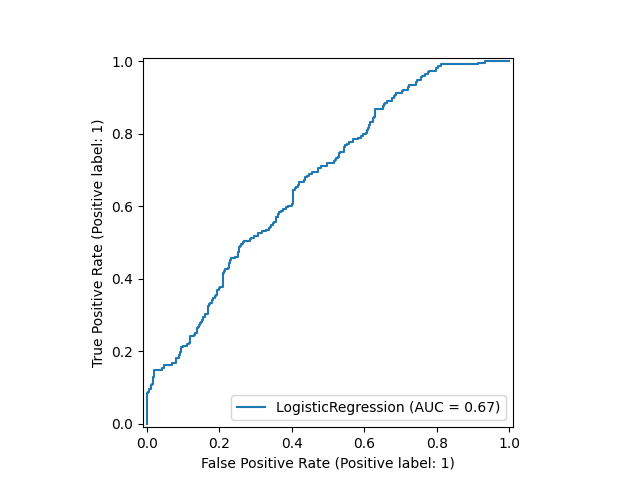 1.0
0.8
0.6
0.4
0.2
0.0
True Positive Rate (Positive label: 1)
LogisticRegression (AUC = 0.67)
0.0 0.2 0.4 0.6 0.8 1.0
False Positive Rate (Positive label: 1)